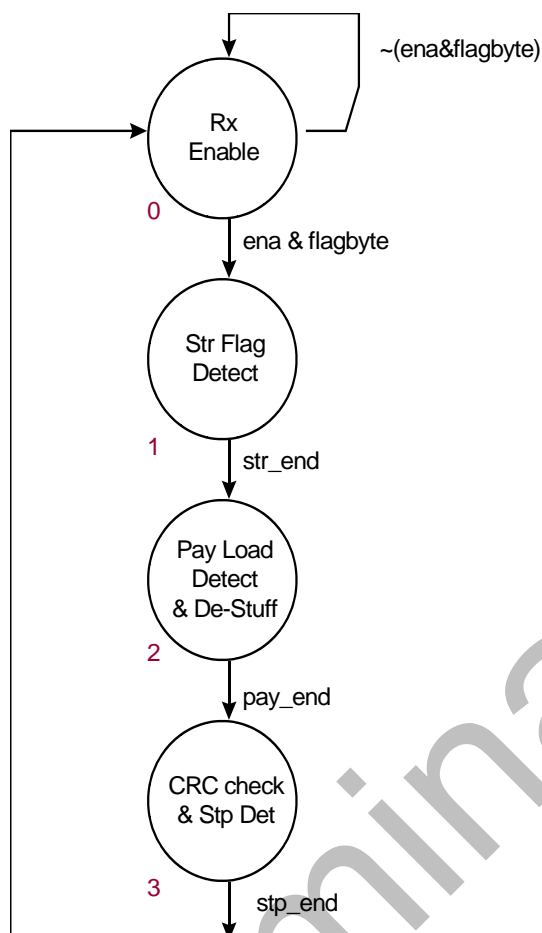 ~(ena&flagbyte)
Rx
Enable
0
ena & flagbyte
Str Flag
Detect
1
str_end
Pay Load
Detect
& De-Stuff
2
pay_end
CRC check
& Stp Det
3
stp_end
mina